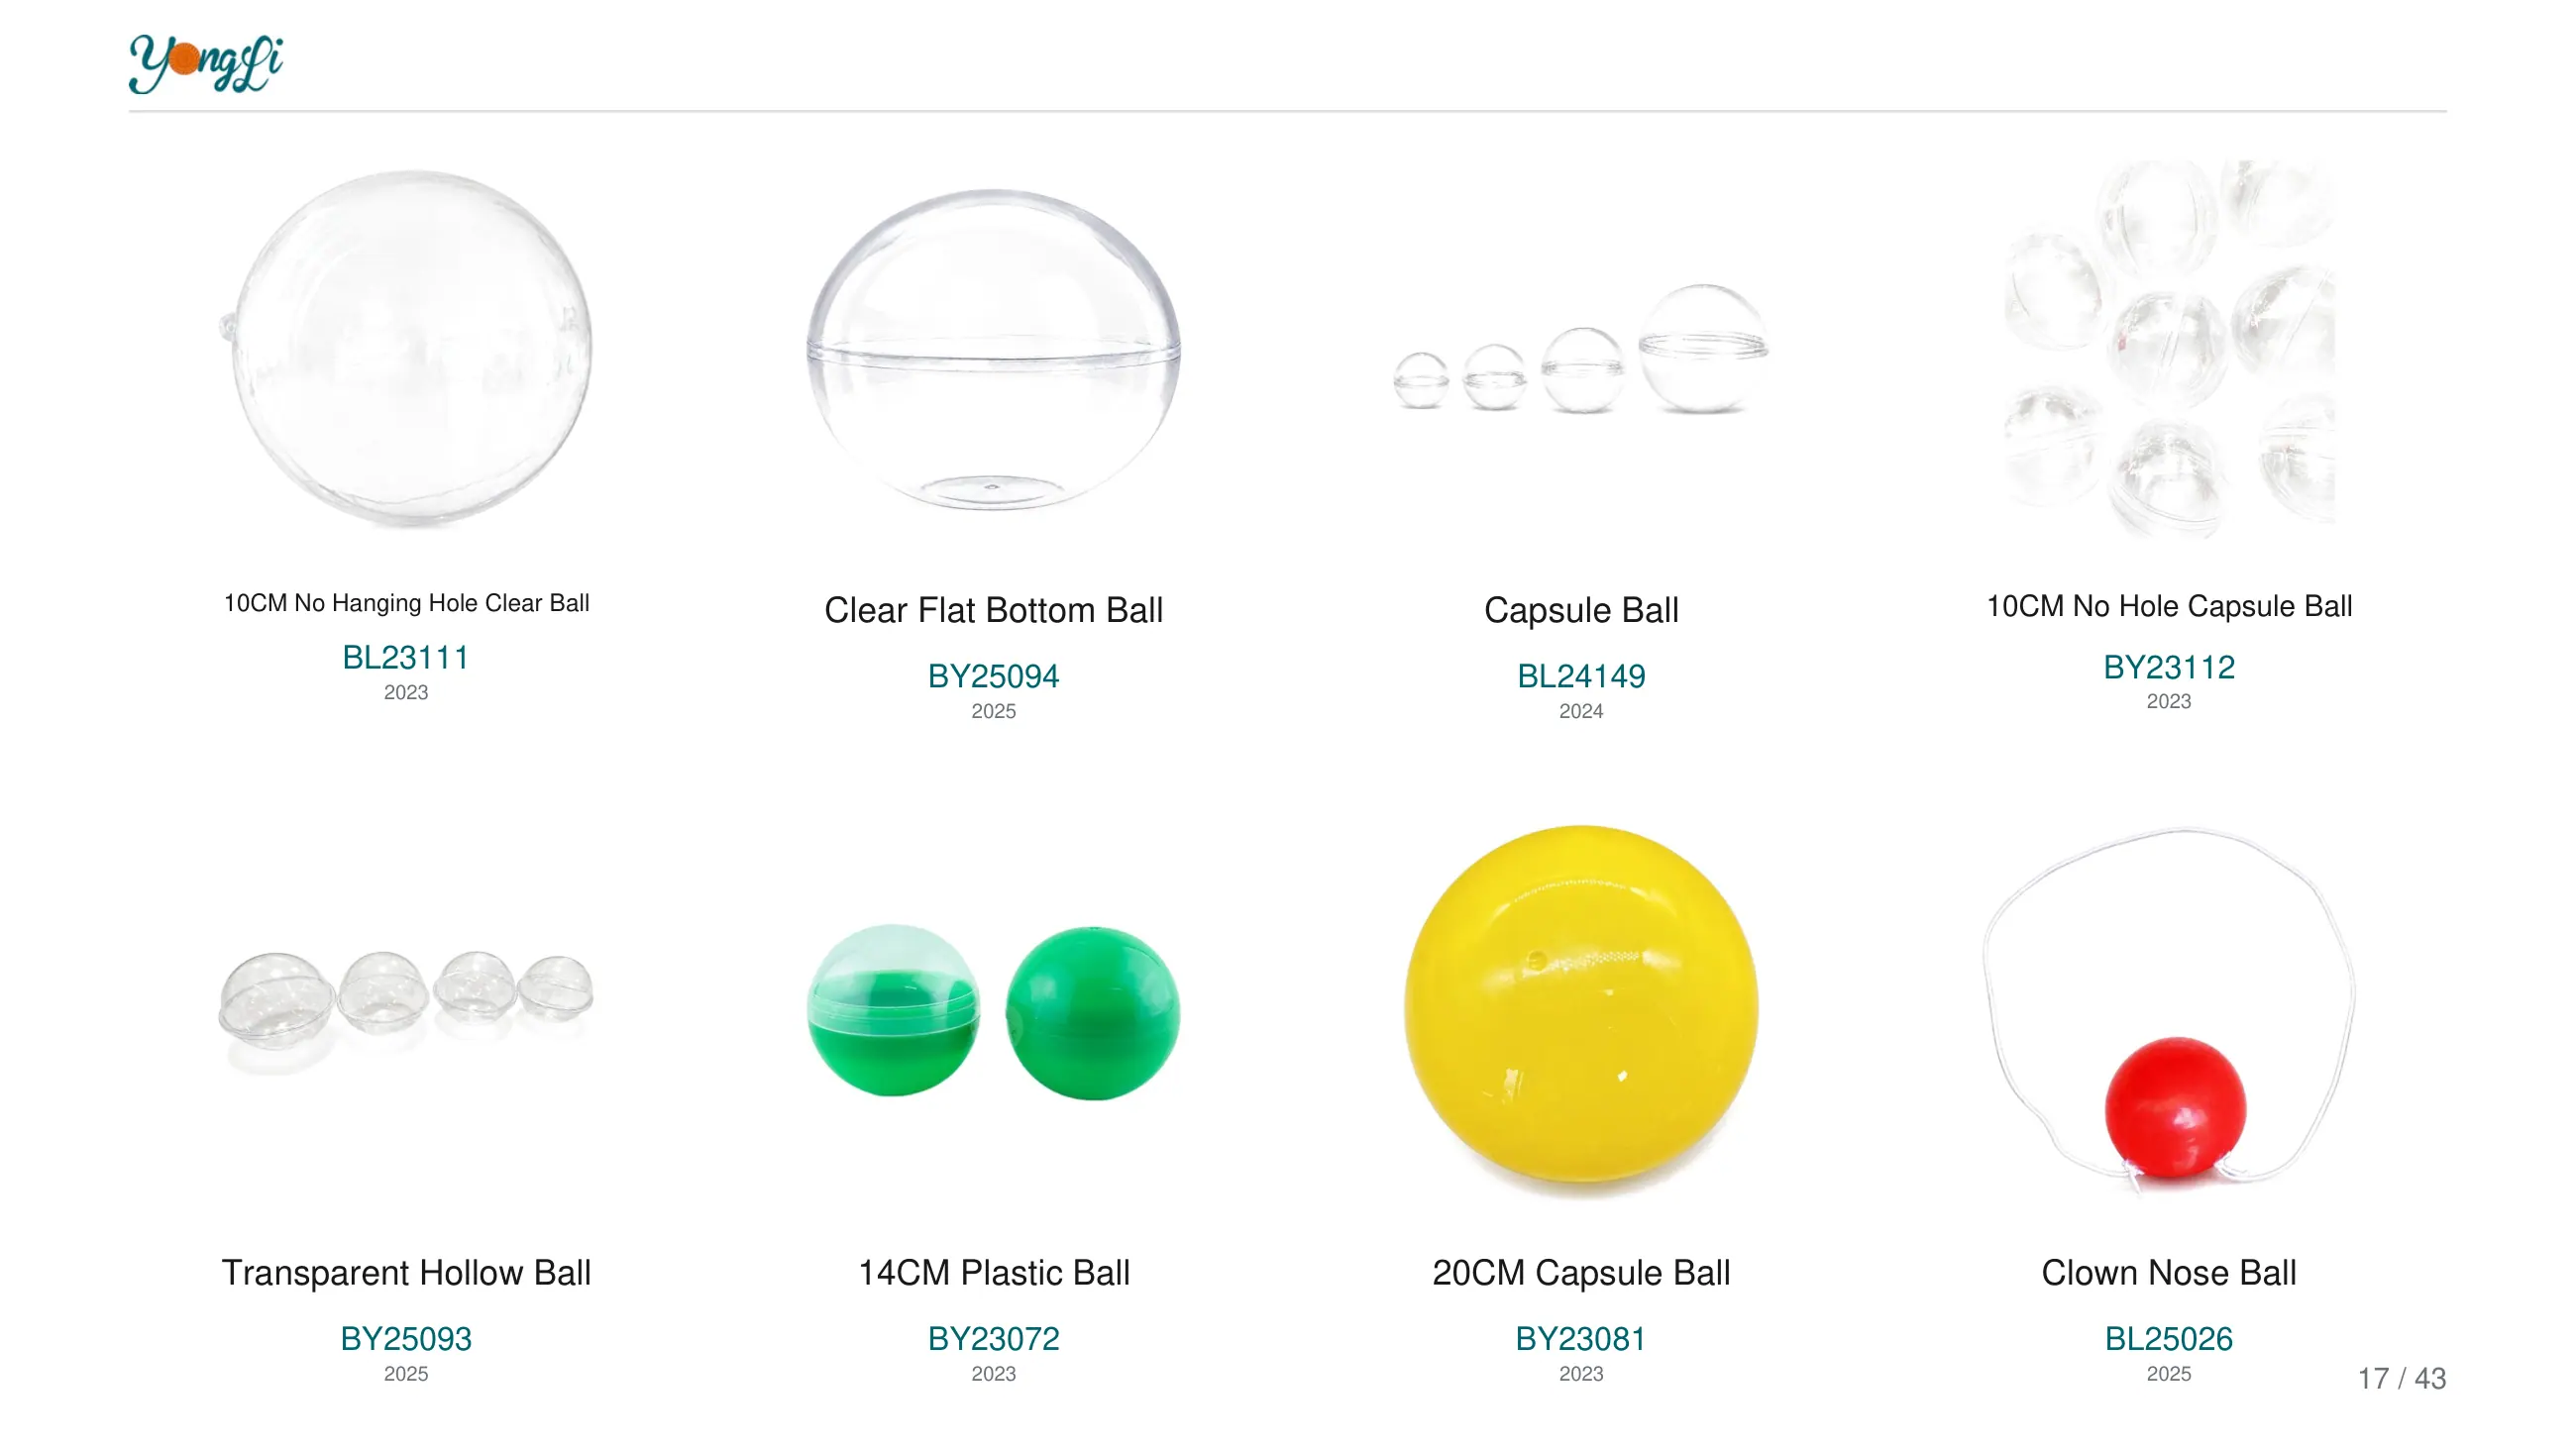 YongLi
10CM No Hanging Hole Clear Ball
BL23111
2023
Clear Flat Bottom Ball
BY25094
2025
Capsule Ball
BL24149
2024
10CM No Hole Capsule Ball
BY23112
2023
Transparent Hollow Ball
BY25093
2025
14CM Plastic Ball
BY23072
2023
20CM Capsule Ball
BY23081
2023
Clown Nose Ball
BL25026
2025
17 / 43